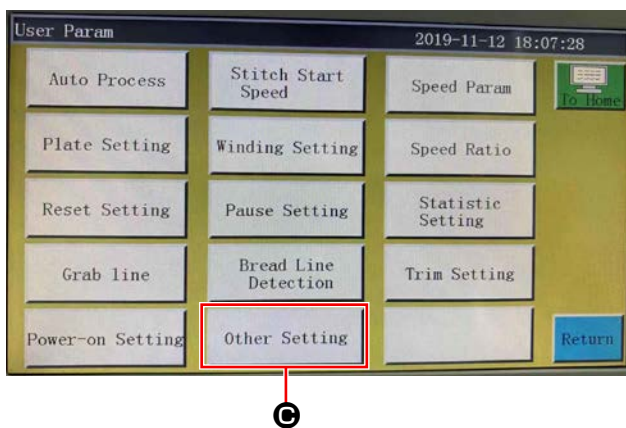 User Param 2019-11-12 18:07:28
Auto Process
Stitch Start
Speed
Speed Param
To Home
Plate Setting
Winding Setting
Speed Ratio
Reset Setting
Pause Setting
Statistic
Setting
Grab line
Bread Line
Detection
Trim Setting
Power-on Setting
Other Setting
Return
C